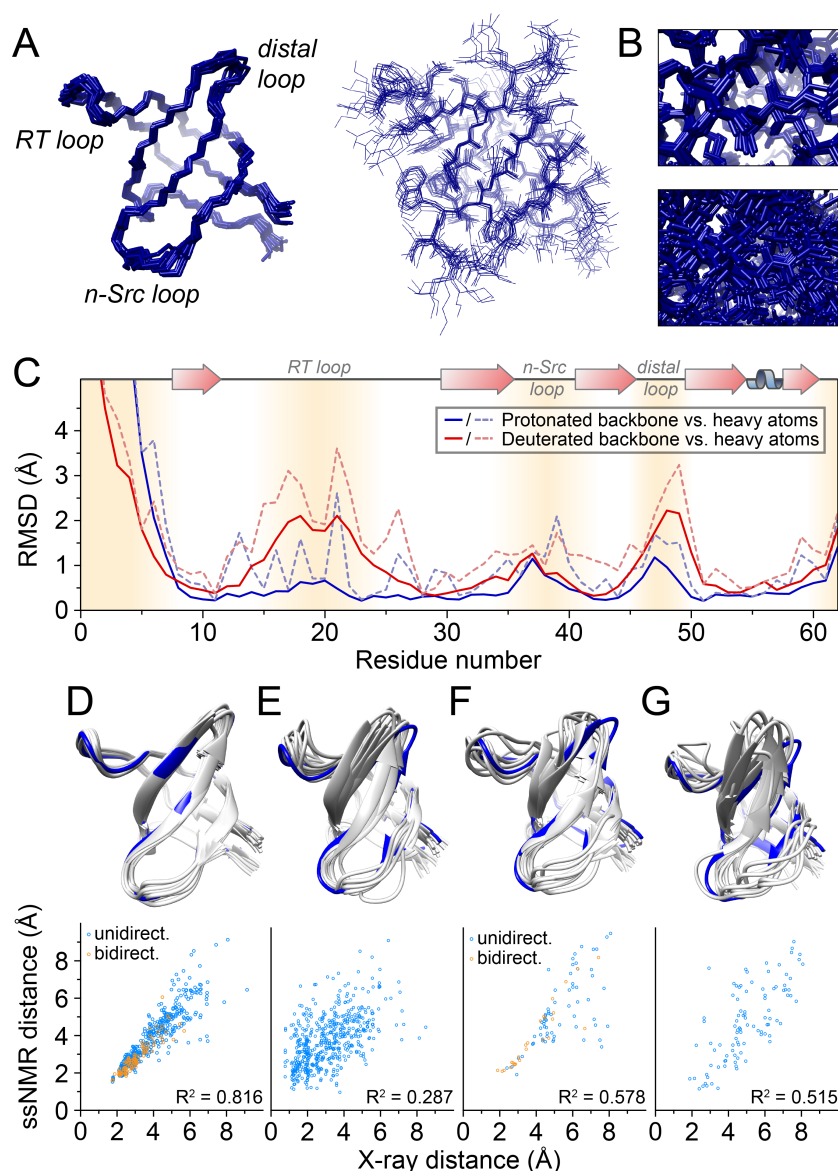 A
B
distal
loop
RT loop
n-Src loop
C
RT loop
n-Src
loop
distal
loop
/ Protonated backbone vs. heavy atoms
/ Deuterated backbone vs. heavy atoms
RMSD (Å)
4
3
2
1
0
0 10 20 30 40 50 60
Residue number
D E F G
unidirect.
bidirect.
unidirect.
bidirect.
ssNMR distance (Å)
8
6
4
2
0
R² = 0.816
R² = 0.287
R² = 0.578
R² = 0.515
0 2 4 6 8 0 2 4 6 8 0 2 4 6 8 0 2 4 6 8
X-ray distance (Å)